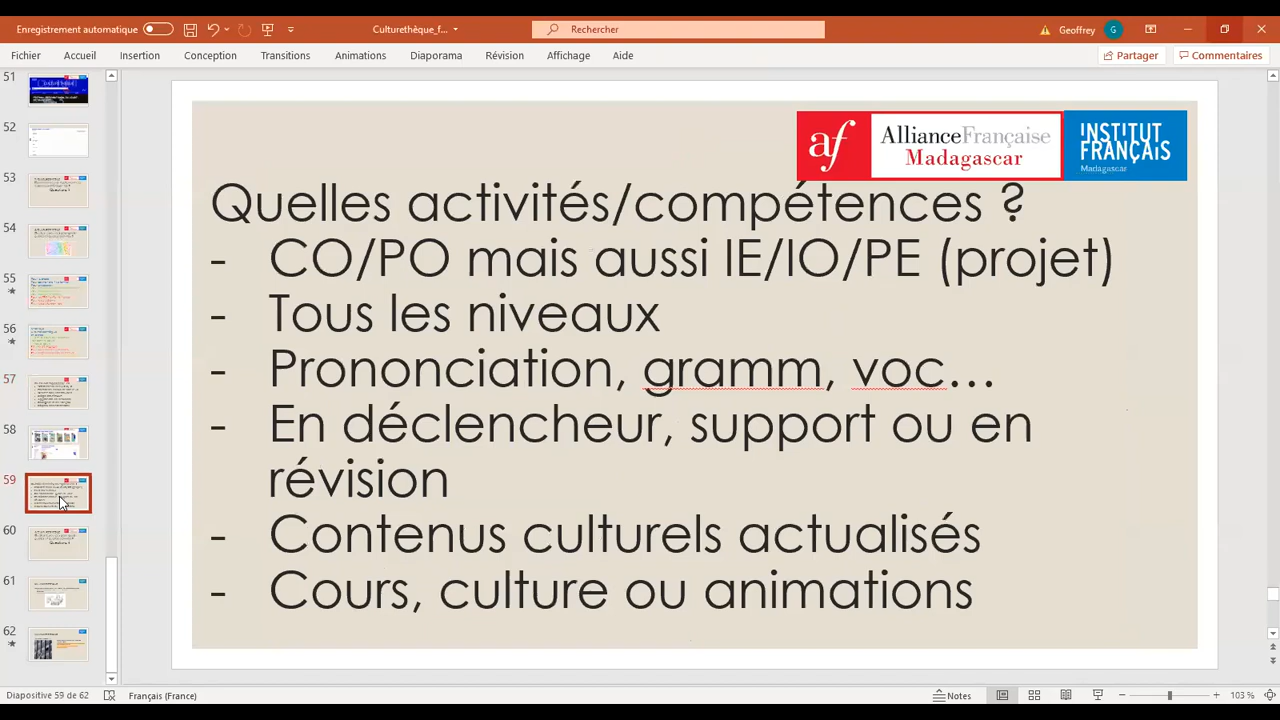 Enregistrement automatique
Culturethèque_f...
Rechercher
Geoffrey
G
Fichier
Accueil
Insertion
Conception
Transitions
Animations
Diaporama
Révision
Affichage
Aide
Partager
Commentaires
51
52
53
54
55
56
57
58
59
60
61
62
af
AllianceFrançaise
Madagascar
INSTITUT
FRANÇAIS
Madagascar
Quelles activités/compétences ?
- CO/PO mais aussi IE/IO/PE (projet)
- Tous les niveaux
- Prononciation, gramm, voc…
- En déclencheur, support ou en
révision
- Contenus culturels actualisés
- Cours, culture ou animations
Diapositive 59 de 62
Français (France)
Notes
103 %